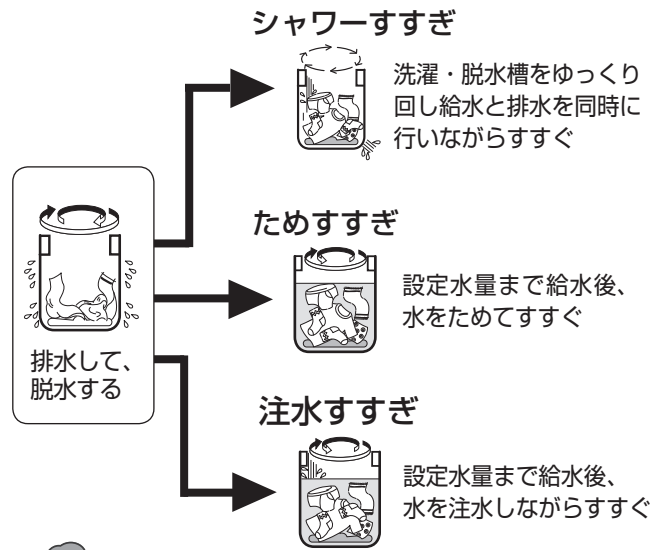 シャワーすすぎ
洗濯・脱水槽をゆっくり
回し給水と排水を同時に
行いながらすすぐ
排水して、
脱水する
ためすすぎ
設定水量まで給水後、
水をためてすすぐ
注水すすぎ
設定水量まで給水後、
水を注水しながらすすぐ